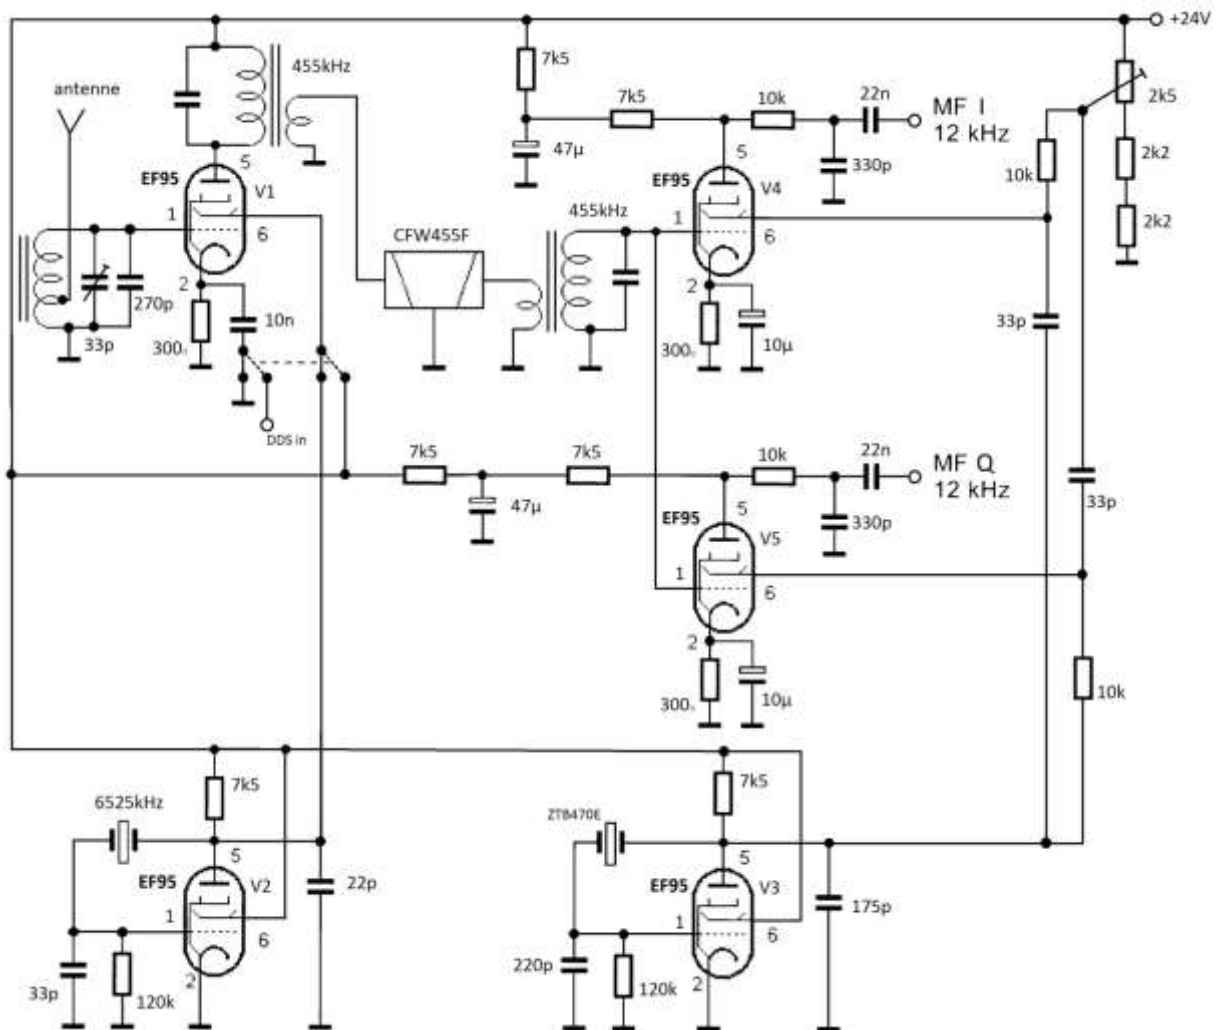 +24V
7k5
455kHz
2k5
antenne
7k5
10k
22n
MF I
12 kHz
47µ
330p
2k2
10k
5
EF95
V1
1
6
2
5
EF95
V4
1
6
2
2k2
455kHz
CFW455F
270p
33p
10n
300
300
10µ
33p
DDS in
7k5
7k5
10k
22n
MF Q
12 kHz
47µ
330p
33p
5
EF95
V5
1
6
2
300
10µ
10k
7k5
7k5
6525kHz
ZTB470E
5
EF95
V2
1
6
2
22p
5
EF95
V3
1
6
2
175p
33p
120k
220p
120k